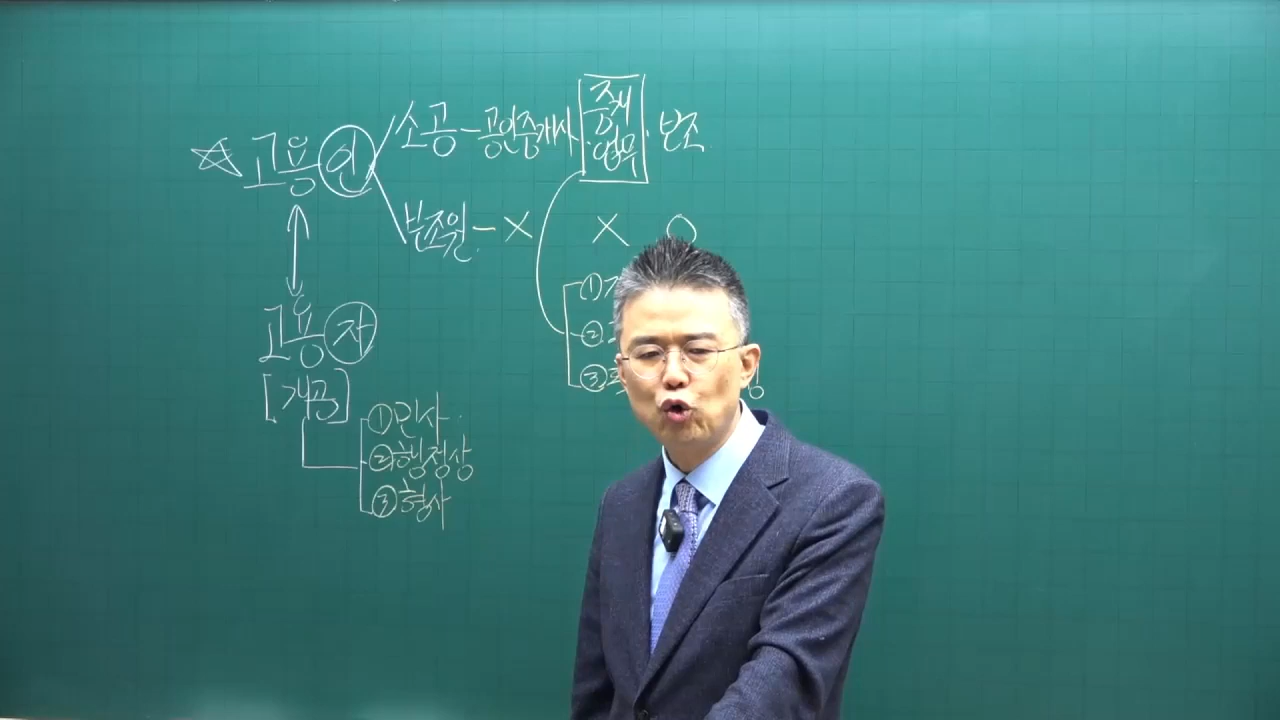 ☆ 고용인 소공 - 공인중개사 중개업무 보조
보조원 - X X O
고용자
[개공]
①
②
③
①민사
②행정상
③형사